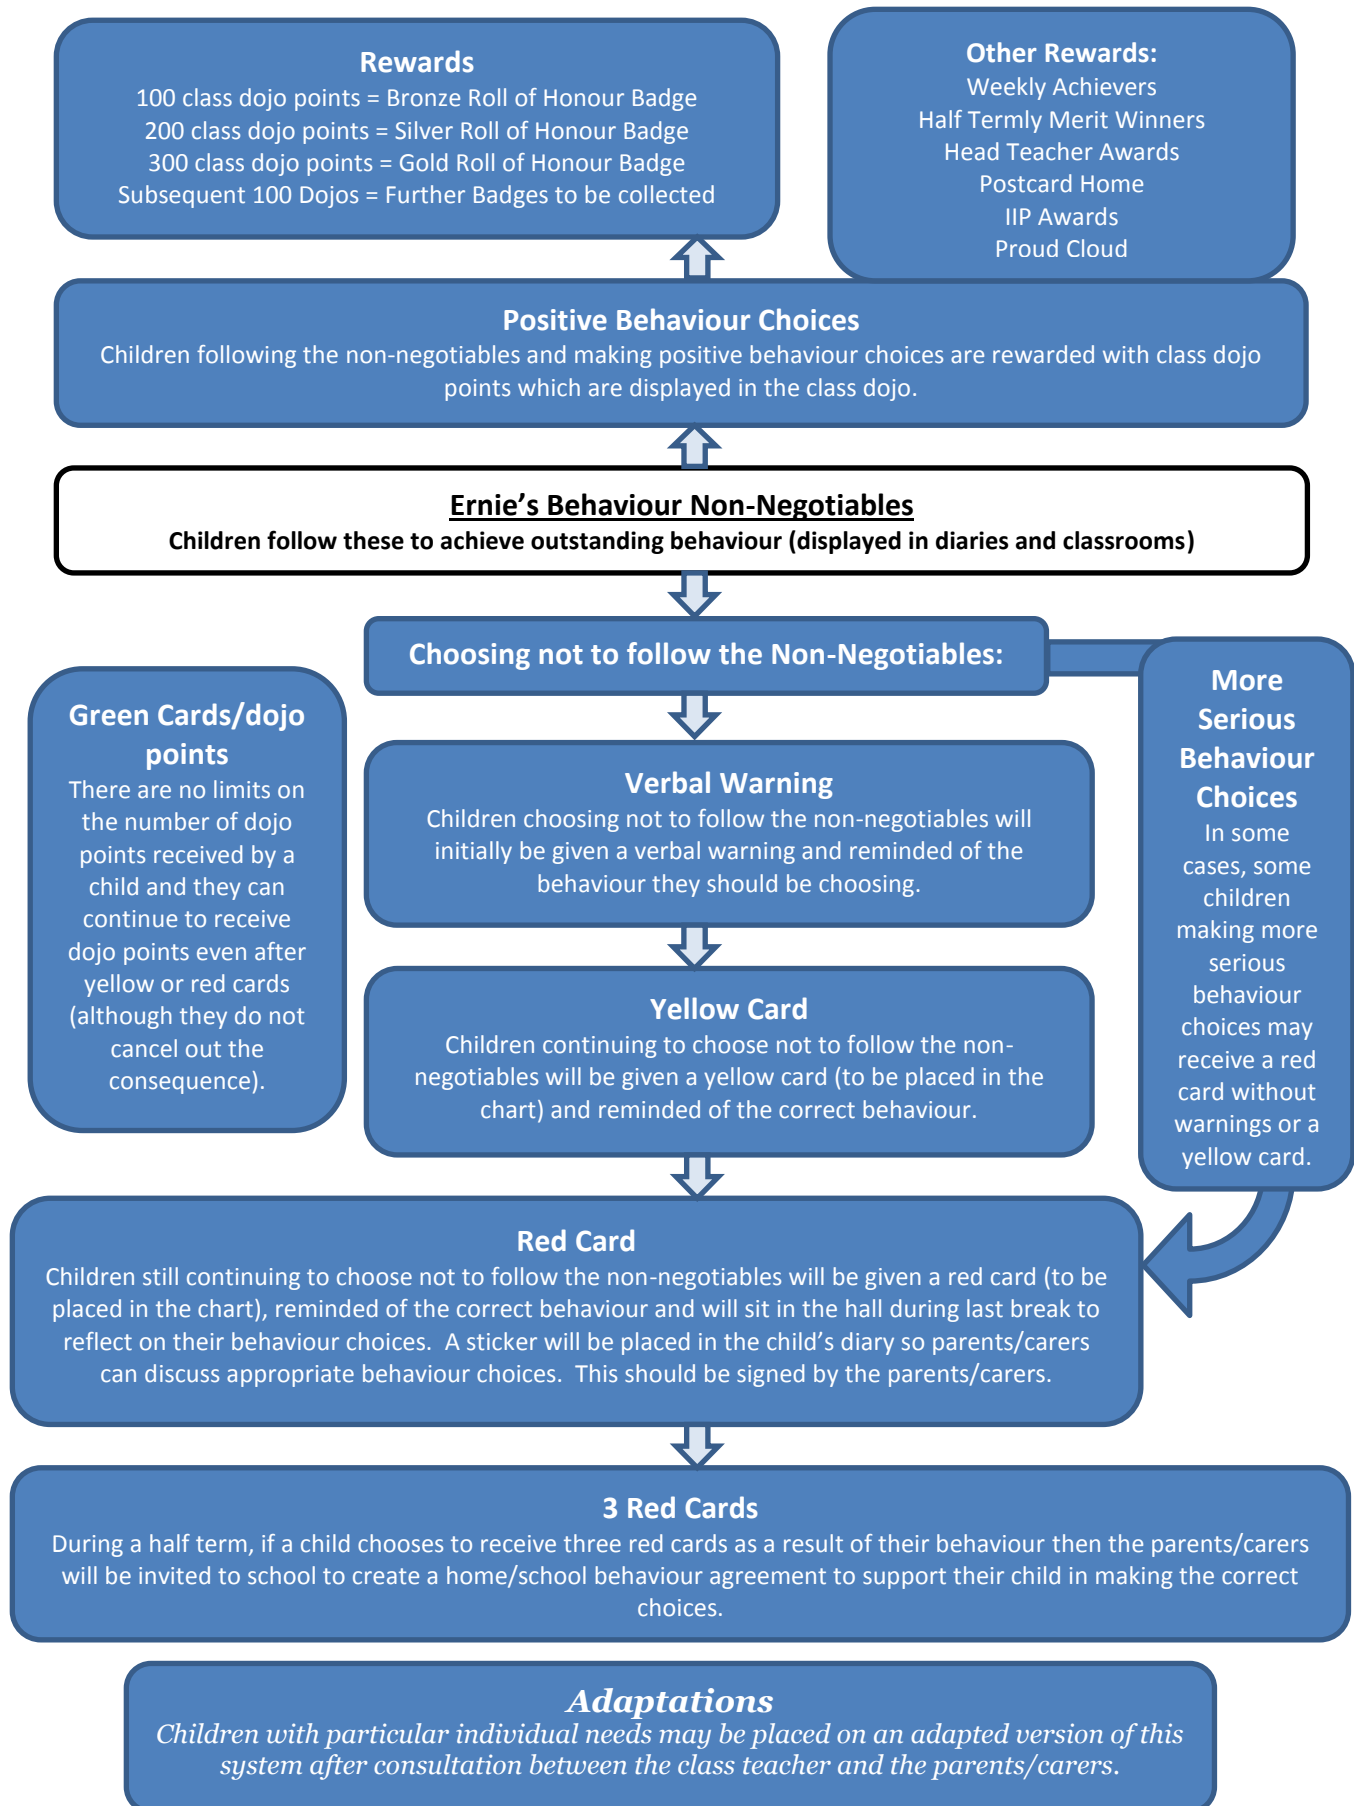 Rewards
100 class dojo points = Bronze Roll of Honour Badge
200 class dojo points = Silver Roll of Honour Badge
300 class dojo points = Gold Roll of Honour Badge
Subsequent 100 Dojos = Further Badges to be collected
Other Rewards:
Weekly Achievers
Half Termly Merit Winners
Head Teacher Awards
Postcard Home
IIP Awards
Proud Cloud
Positive Behaviour Choices
Children following the non-negotiables and making positive behaviour choices are rewarded with class dojo
points which are displayed in the class dojo.
Ernie’s Behaviour Non-Negotiables
Children follow these to achieve outstanding behaviour (displayed in diaries and classrooms)
Choosing not to follow the Non-Negotiables:
Green Cards/dojo
points
There are no limits on
the number of dojo
points received by a
child and they can
continue to receive
dojo points even after
yellow or red cards
(although they do not
cancel out the
consequence).
Verbal Warning
Children choosing not to follow the non-negotiables will
initially be given a verbal warning and reminded of the
behaviour they should be choosing.
Yellow Card
Children continuing to choose not to follow the non-
negotiables will be given a yellow card (to be placed in the
chart) and reminded of the correct behaviour.
More
Serious
Behaviour
Choices
In some
cases, some
children
making more
serious
behaviour
choices may
receive a red
card without
warnings or a
yellow card.
Red Card
Children still continuing to choose not to follow the non-negotiables will be given a red card (to be
placed in the chart), reminded of the correct behaviour and will sit in the hall during last break to
reflect on their behaviour choices.  A sticker will be placed in the child’s diary so parents/carers
can discuss appropriate behaviour choices.  This should be signed by the parents/carers.
3 Red Cards
During a half term, if a child chooses to receive three red cards as a result of their behaviour then the parents/carers
will be invited to school to create a home/school behaviour agreement to support their child in making the correct
choices.
Adaptations
Children with particular individual needs may be placed on an adapted version of this
system after consultation between the class teacher and the parents/carers.